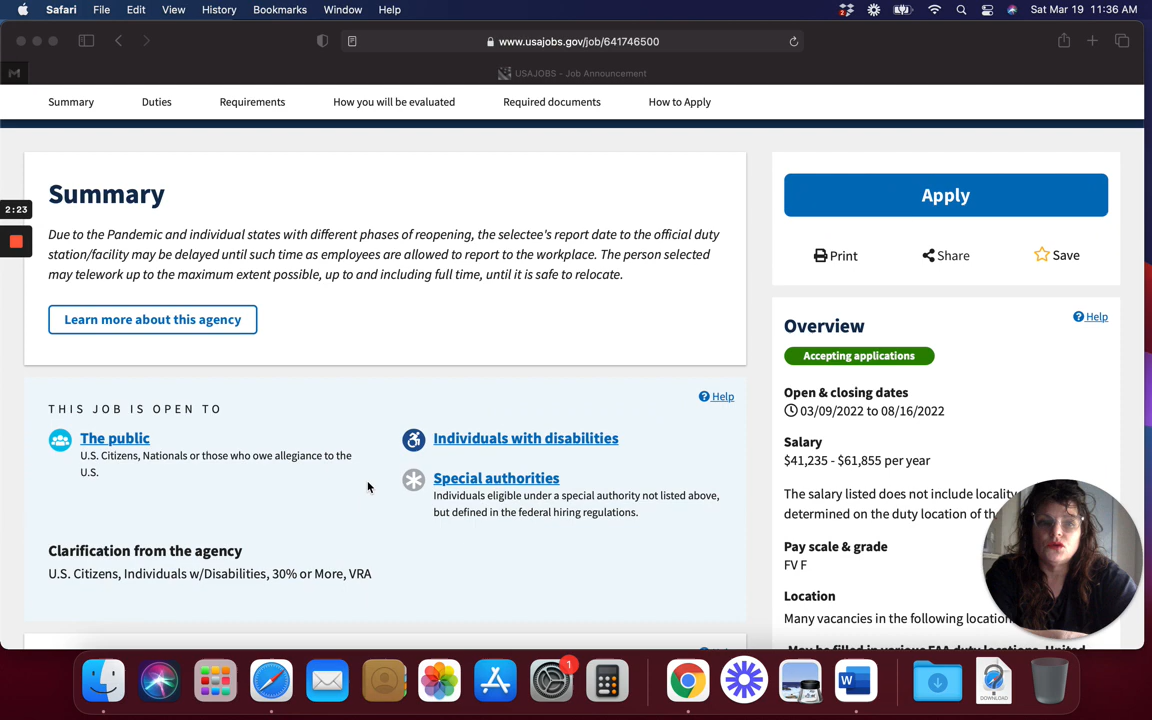 Safari File Edit View History Bookmarks Window Help Sat Mar 19 11:36 AM
www.usajobs.gov/job/641746500
USAJOBS - Job Announcement
Summary Duties Requirements How you will be evaluated Required documents How to Apply
2:23
Summary
Due to the Pandemic and individual states with different phases of reopening, the selectee's report date to the official duty
station/facility may be delayed until such time as employees are allowed to report to the workplace. The person selected
may telework up to the maximum extent possible, up to and including full time, until it is safe to relocate.
Learn more about this agency
THIS JOB IS OPEN TO
Help
The public
U.S. Citizens, Nationals or those who owe allegiance to the
U.S.
Individuals with disabilities
Special authorities
Individuals eligible under a special authority not listed above,
but defined in the federal hiring regulations.
Clarification from the agency
U.S. Citizens, Individuals w/Disabilities, 30% or More, VRA
Apply
Print Share Save
Help
Overview
Accepting applications
Open & closing dates
03/09/2022 to 08/16/2022
Salary
$41,235 - $61,855 per year
The salary listed does not include locality
determined on the duty location of
Pay scale & grade
FV F
Location
Many vacancies in the following
May be filled in various FAA duty locations, United
1
W
DOWNLOAD